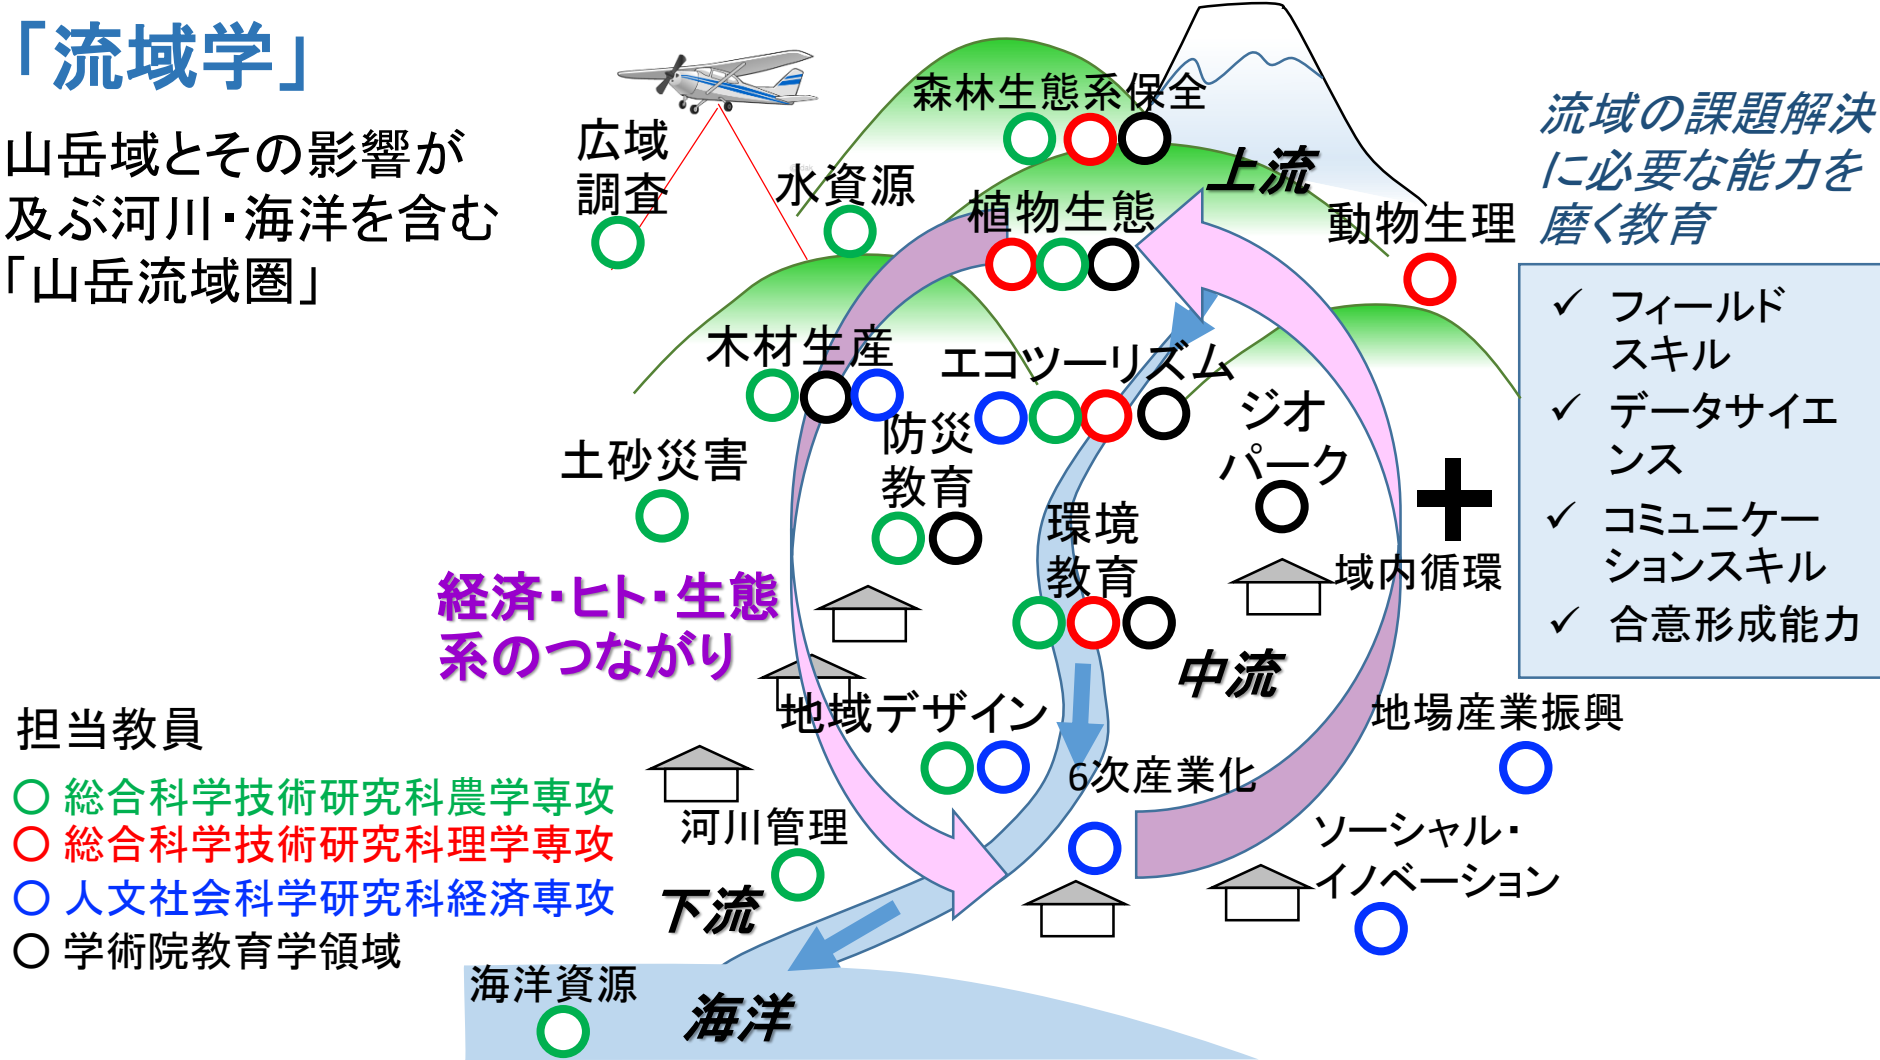 「流域学」
山岳域とその影響が
及ぶ河川・海洋を含む
「山岳流域圏」
広域
調査
水資源
森林生態系保全
上流
植物生態
動物生理
流域の課題解決
に必要な能力を
磨く教育
✓ フィールド
スキル
✓ データサイエ
ンス
✓ コミュニケー
ションスキル
✓ 合意形成能力
木材生産
エコツーリズム
ジオ
パーク
防災
教育
土砂災害
環境
教育
域内循環
経済・ヒト・生態
系のつながり
中流
地域デザイン
地場産業振興
6次産業化
河川管理
ソーシャル・
イノベーション
下流
海洋資源
海洋
担当教員
○ 総合科学技術研究科農学専攻
○ 総合科学技術研究科理学専攻
○ 人文社会科学研究科経済専攻
○ 学術院教育学領域